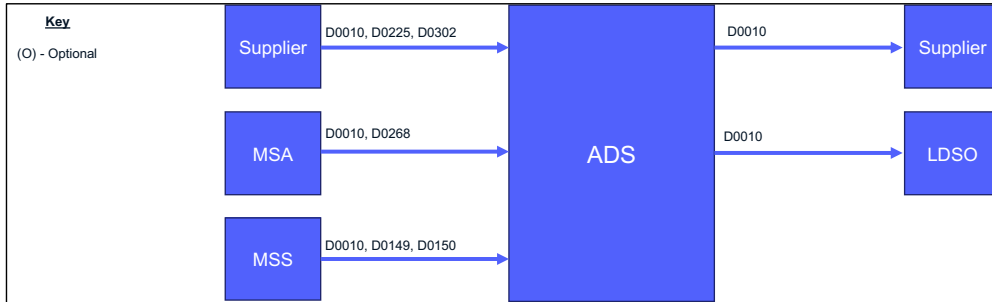 Key
(O) - Optional
Supplier
D0010, D0225, D0302
MSA
D0010, D0268
MSS
D0010, D0149, D0150
ADS
D0010
Supplier
D0010
LDSO